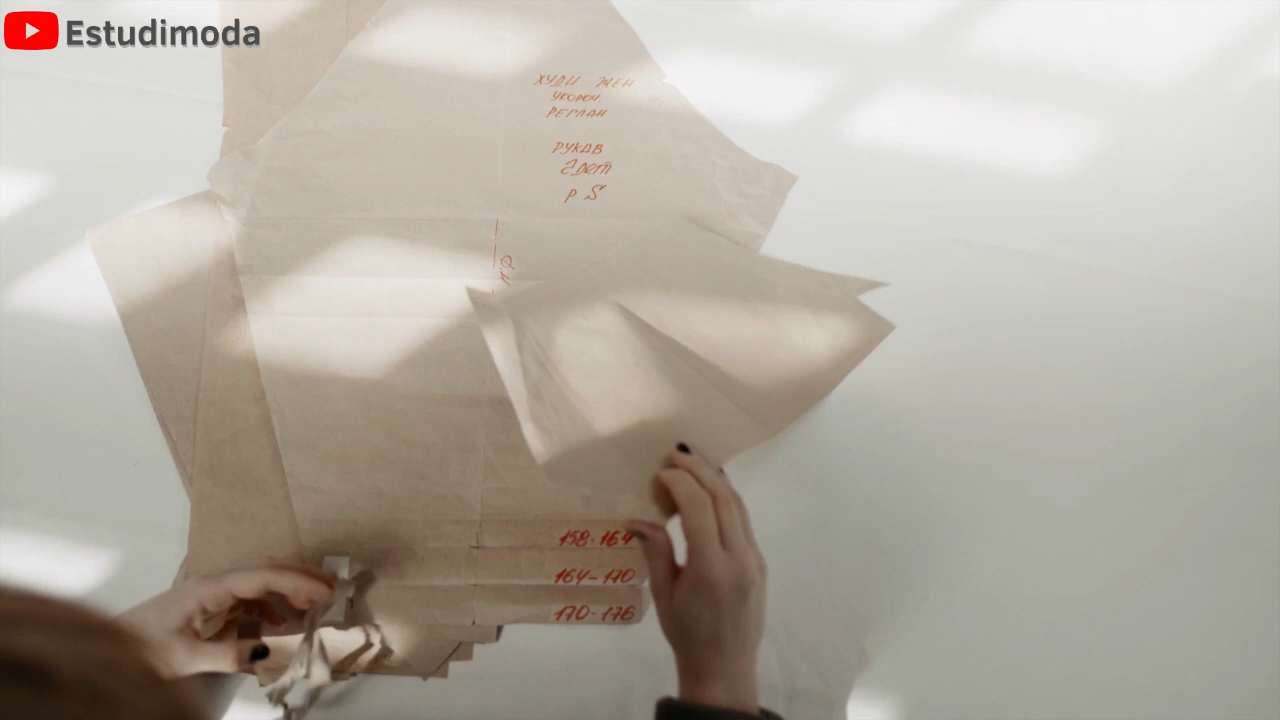 Estudimoda
ХУДИ ЖЕН
УКОРОЧ.
РЕГЛАН
РУКАВ
2 дет
р S
158-164
164-170
170-176